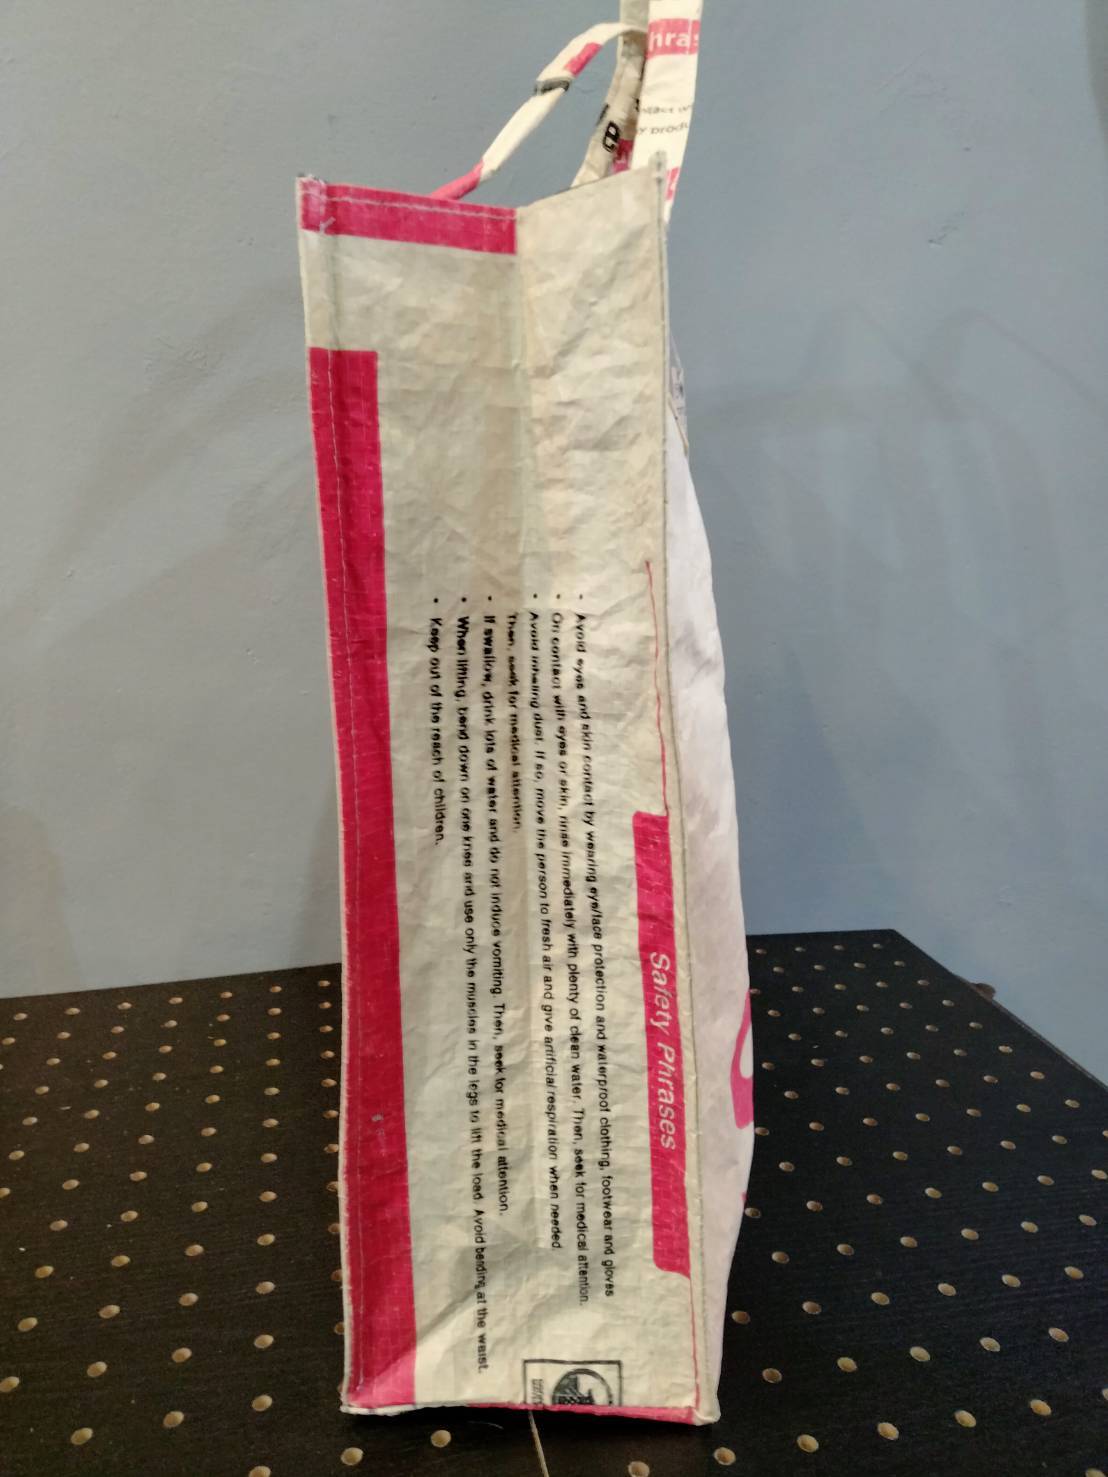 hras
y produ
Safety Phrases
• Avoid eyes and skin contact by wearing eye/face protection and waterproof clothing, footwear and gloves
• On contact with eyes or skin, rinse immediately with plenty of clean water. Then, seek for medical attention.
• Avoid inhaling dust. If so, move the person to fresh air and give artificial respiration when needed.
Then, seek for medical attention.
• If swallow, drink lots of water and do not induce vomiting. Then, seek for medical attention.
• When lifting, bend down on one knee and use only the muscles in the legs to lift the load. Avoid bending at the waist.
• Keep out of the reach of children.